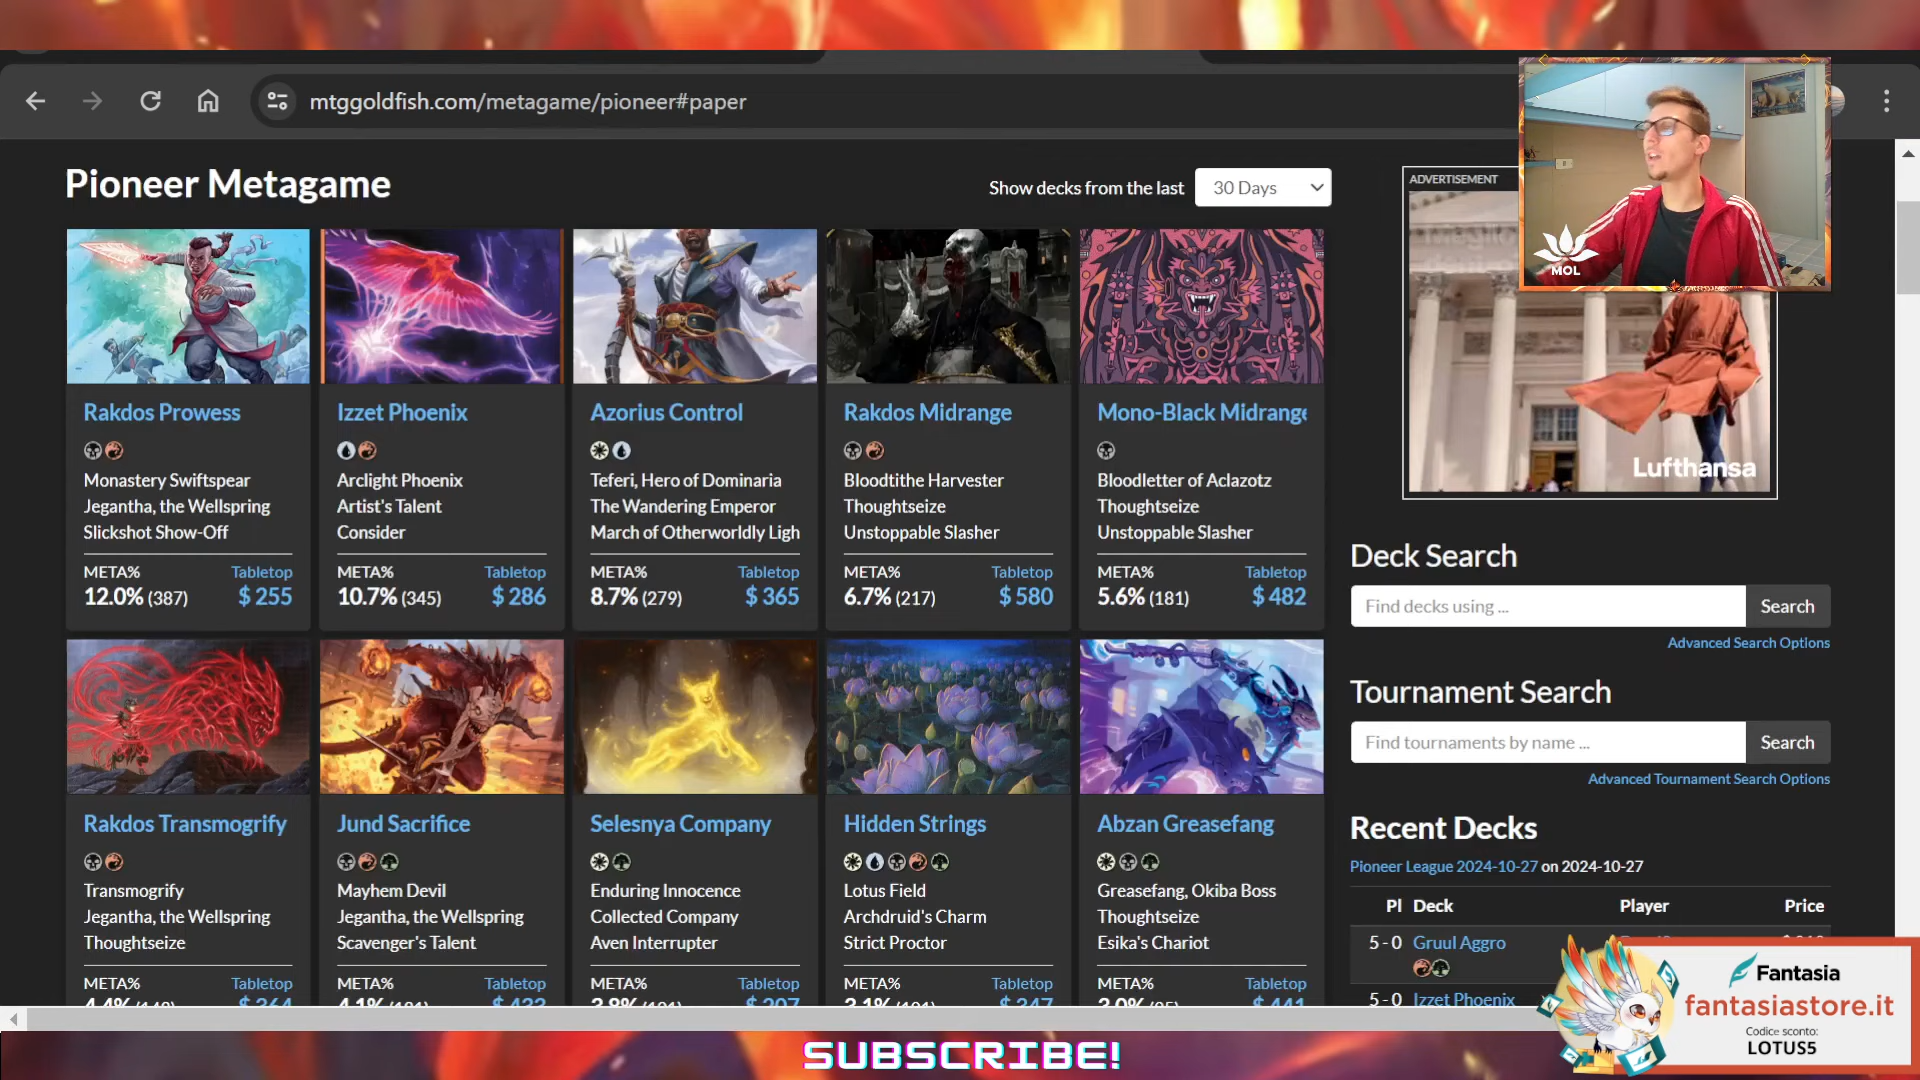 mtggoldfish.com/metagame/pioneer#paper
Pioneer Metagame
Show decks from the last
30 Days
Rakdos Prowess
Monastery Swiftspear
Jegantha, the Wellspring
Slickshot Show-Off
META%
Tabletop
12.0% (387)
$ 255
Izzet Phoenix
Arclight Phoenix
Artist's Talent
Consider
META%
Tabletop
10.7% (345)
$ 286
Azorius Control
Teferi, Hero of Dominaria
The Wandering Emperor
March of Otherworldly Ligh
META%
Tabletop
8.7% (279)
$ 365
Rakdos Midrange
Bloodtithe Harvester
Thoughtseize
Unstoppable Slasher
META%
Tabletop
6.7% (217)
$ 580
Mono-Black Midrange
Bloodletter of Aclazotz
Thoughtseize
Unstoppable Slasher
META%
Tabletop
5.6% (181)
$ 482
Rakdos Transmogrify
Transmogrify
Jegantha, the Wellspring
Thoughtseize
META%
Tabletop
Jund Sacrifice
Mayhem Devil
Jegantha, the Wellspring
Scavenger's Talent
META%
Tabletop
Selesnya Company
Enduring Innocence
Collected Company
Aven Interrupter
META%
Tabletop
Hidden Strings
Lotus Field
Archdruid's Charm
Strict Proctor
META%
Tabletop
Abzan Greasefang
Greasefang, Okiba Boss
Thoughtseize
Esika's Chariot
META%
Tabletop
ADVERTISEMENT
MOL
Lufthansa
Deck Search
Find decks using ...
Search
Advanced Search Options
Tournament Search
Find tournaments by name ...
Search
Advanced Tournament Search Options
Recent Decks
Pioneer League 2024-10-27 on 2024-10-27
Pl Deck Player Price
5 - 0 Gruul Aggro
5 - 0 Izzet Phoenix
Fantasia
fantasiastore.it
Codice sconto:
LOTUS5
SUBSCRIBE!